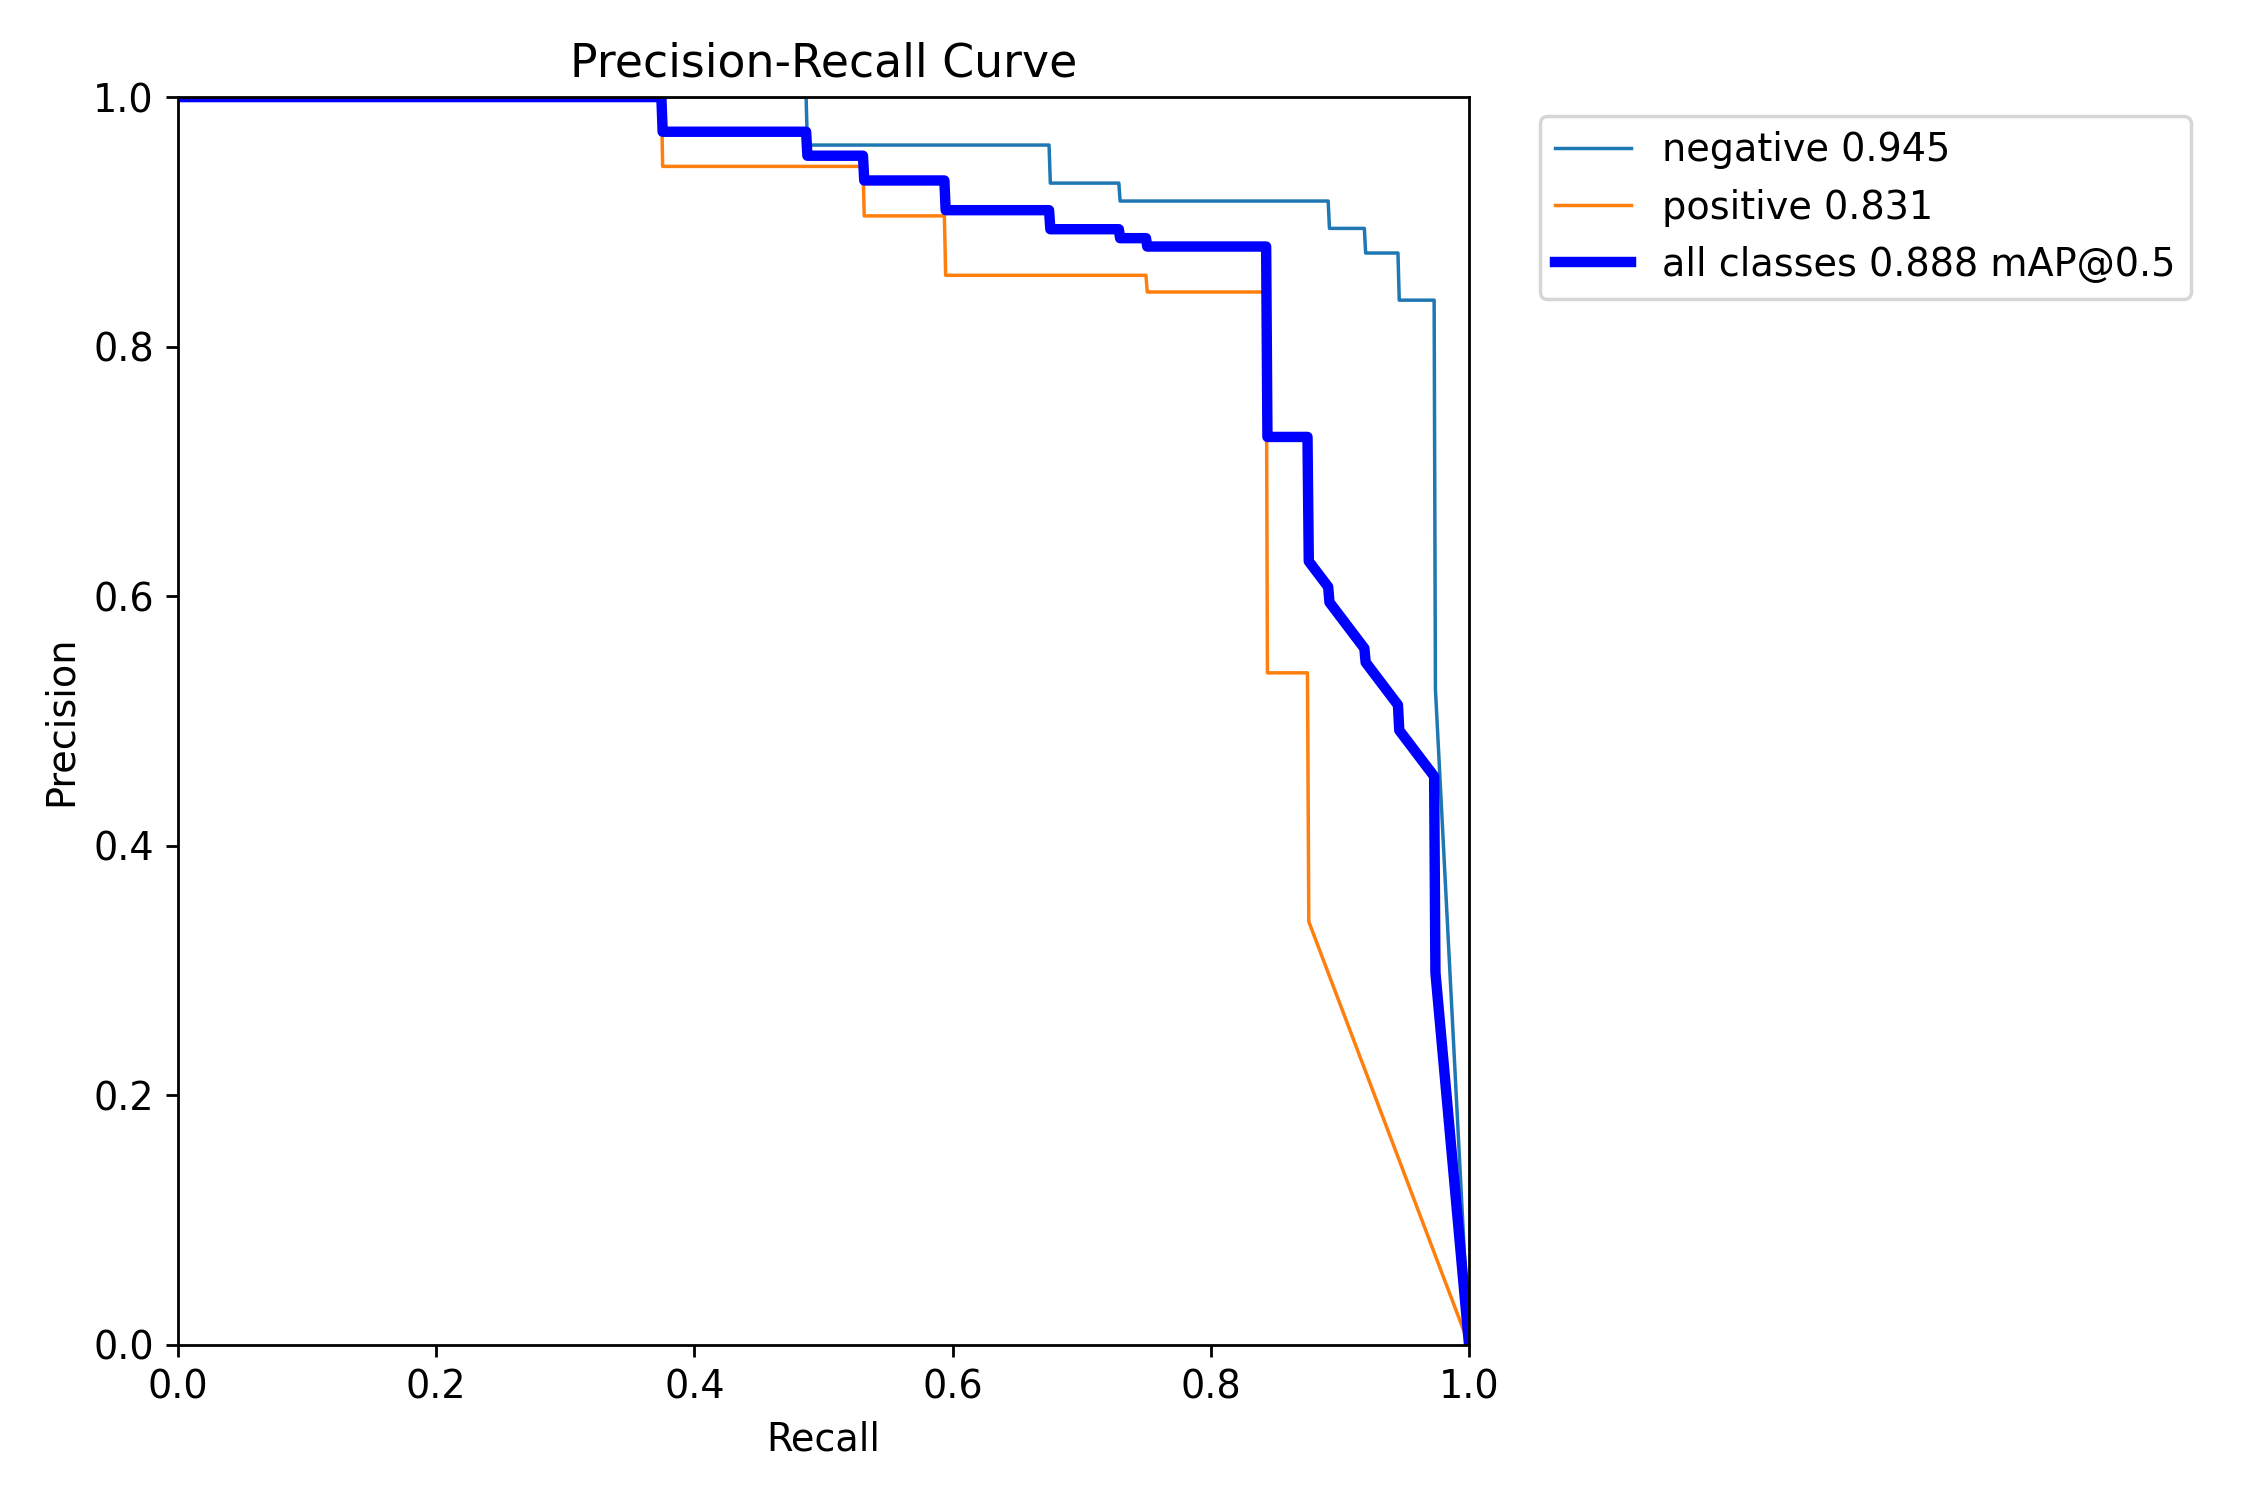 Precision-Recall Curve
1.0
0.8
0.6
0.4
0.2
0.0
Precision
0.0 0.2 0.4 0.6 0.8 1.0
Recall
negative 0.945
positive 0.831
all classes 0.888 mAP@0.5